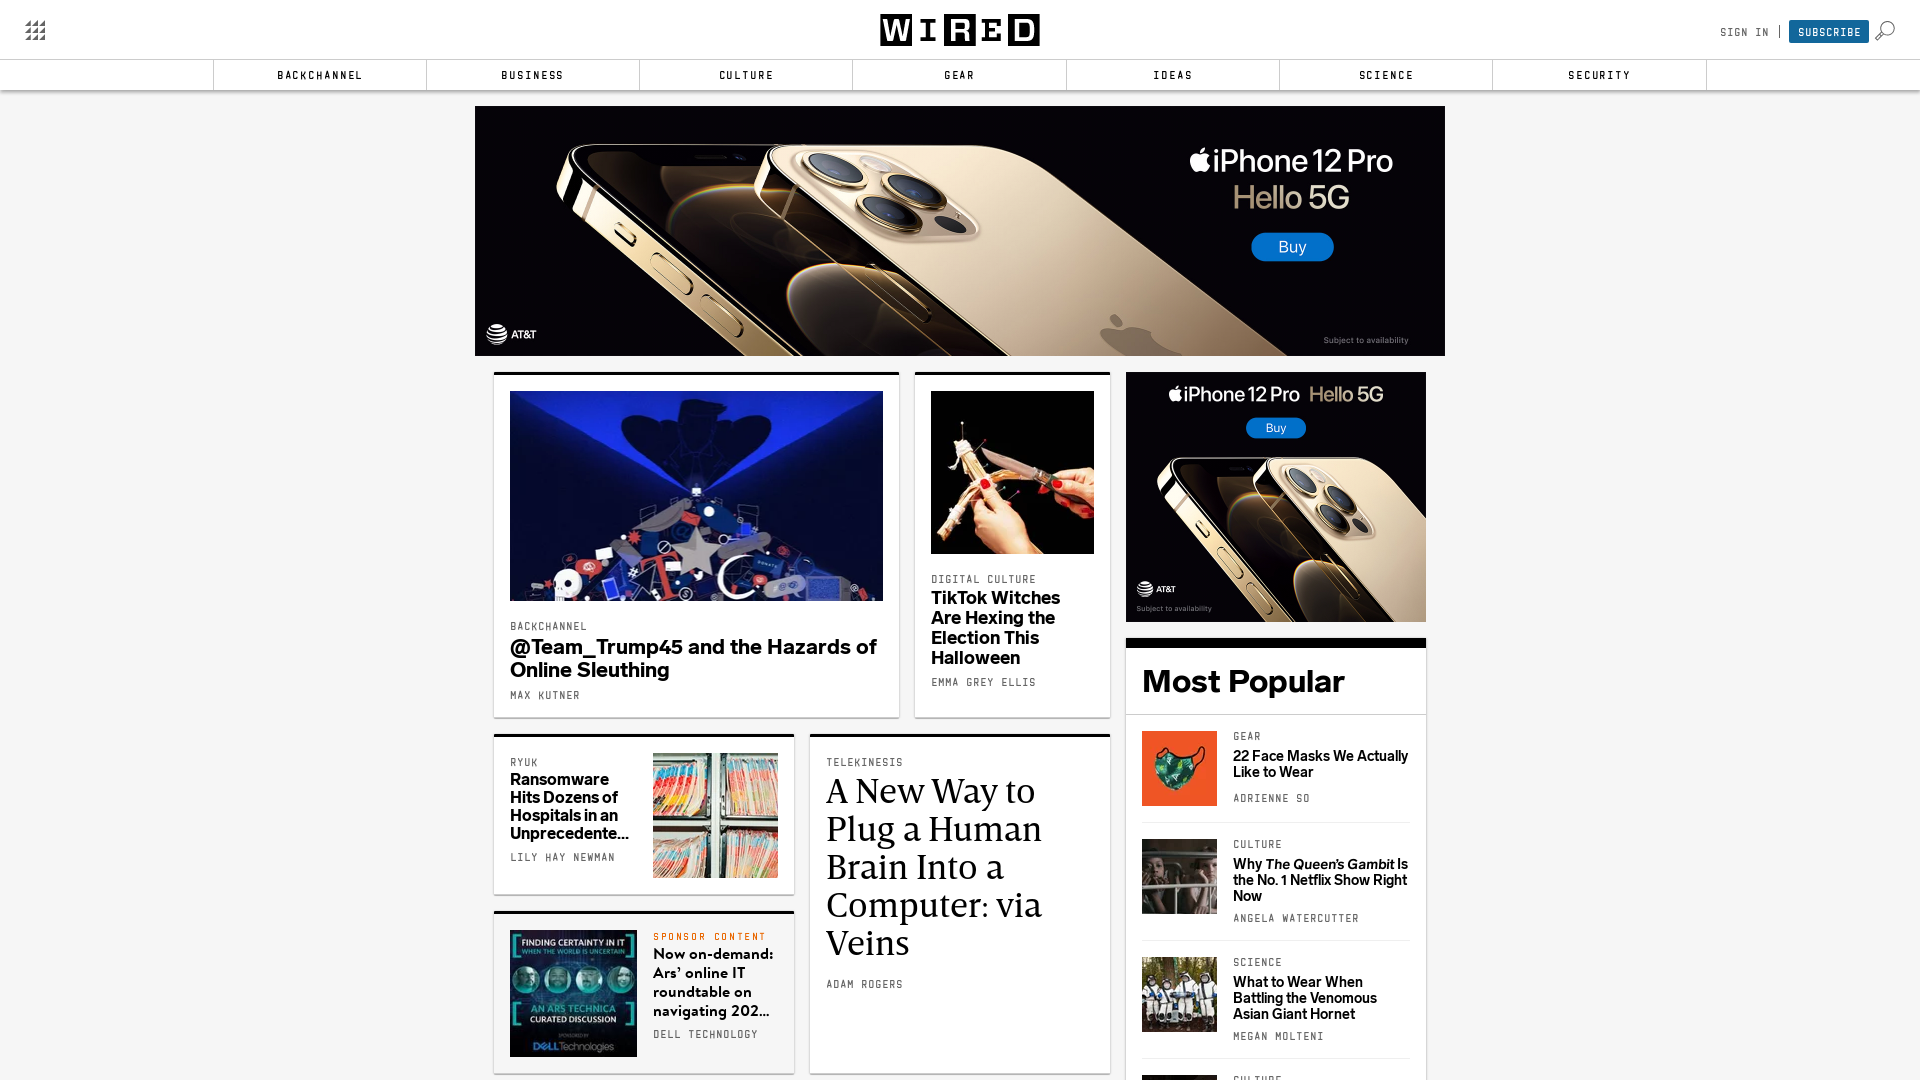 WIRED
SIGN IN
SUBSCRIBE
BACKCHANNEL
BUSINESS
CULTURE
GEAR
IDEAS
SCIENCE
SECURITY
iPhone 12 Pro
Hello 5G
Buy
AT&T
Subject to availability
BACKCHANNEL
@Team_Trump45 and the Hazards of
Online Sleuthing
MAX KUTNER
DIGITAL CULTURE
TikTok Witches
Are Hexing the
Election This
Halloween
EMMA GREY ELLIS
iPhone 12 Pro Hello 5G
Buy
AT&T
Subject to availability
RYUK
Ransomware
Hits Dozens of
Hospitals in an
Unprecedente...
LILY HAY NEWMAN
FINDING CERTAINTY IN IT
WHEN THE WORLD IS UNCERTAIN
AN ARS TECHNICA
CURATED DISCUSSION
SPONSORED BY
DELL Technologies
SPONSOR CONTENT
Now on-demand:
Ars’ online IT
roundtable on
navigating 202...
DELL TECHNOLOGY
TELEKINESIS
A New Way to
Plug a Human
Brain Into a
Computer: via
Veins
ADAM ROGERS
Most Popular
GEAR
22 Face Masks We Actually
Like to Wear
ADRIENNE SO
CULTURE
Why The Queen’s Gambit Is
the No. 1 Netflix Show Right
Now
ANGELA WATERCUTTER
SCIENCE
What to Wear When
Battling the Venomous
Asian Giant Hornet
MEGAN MOLTENI
CULTURE